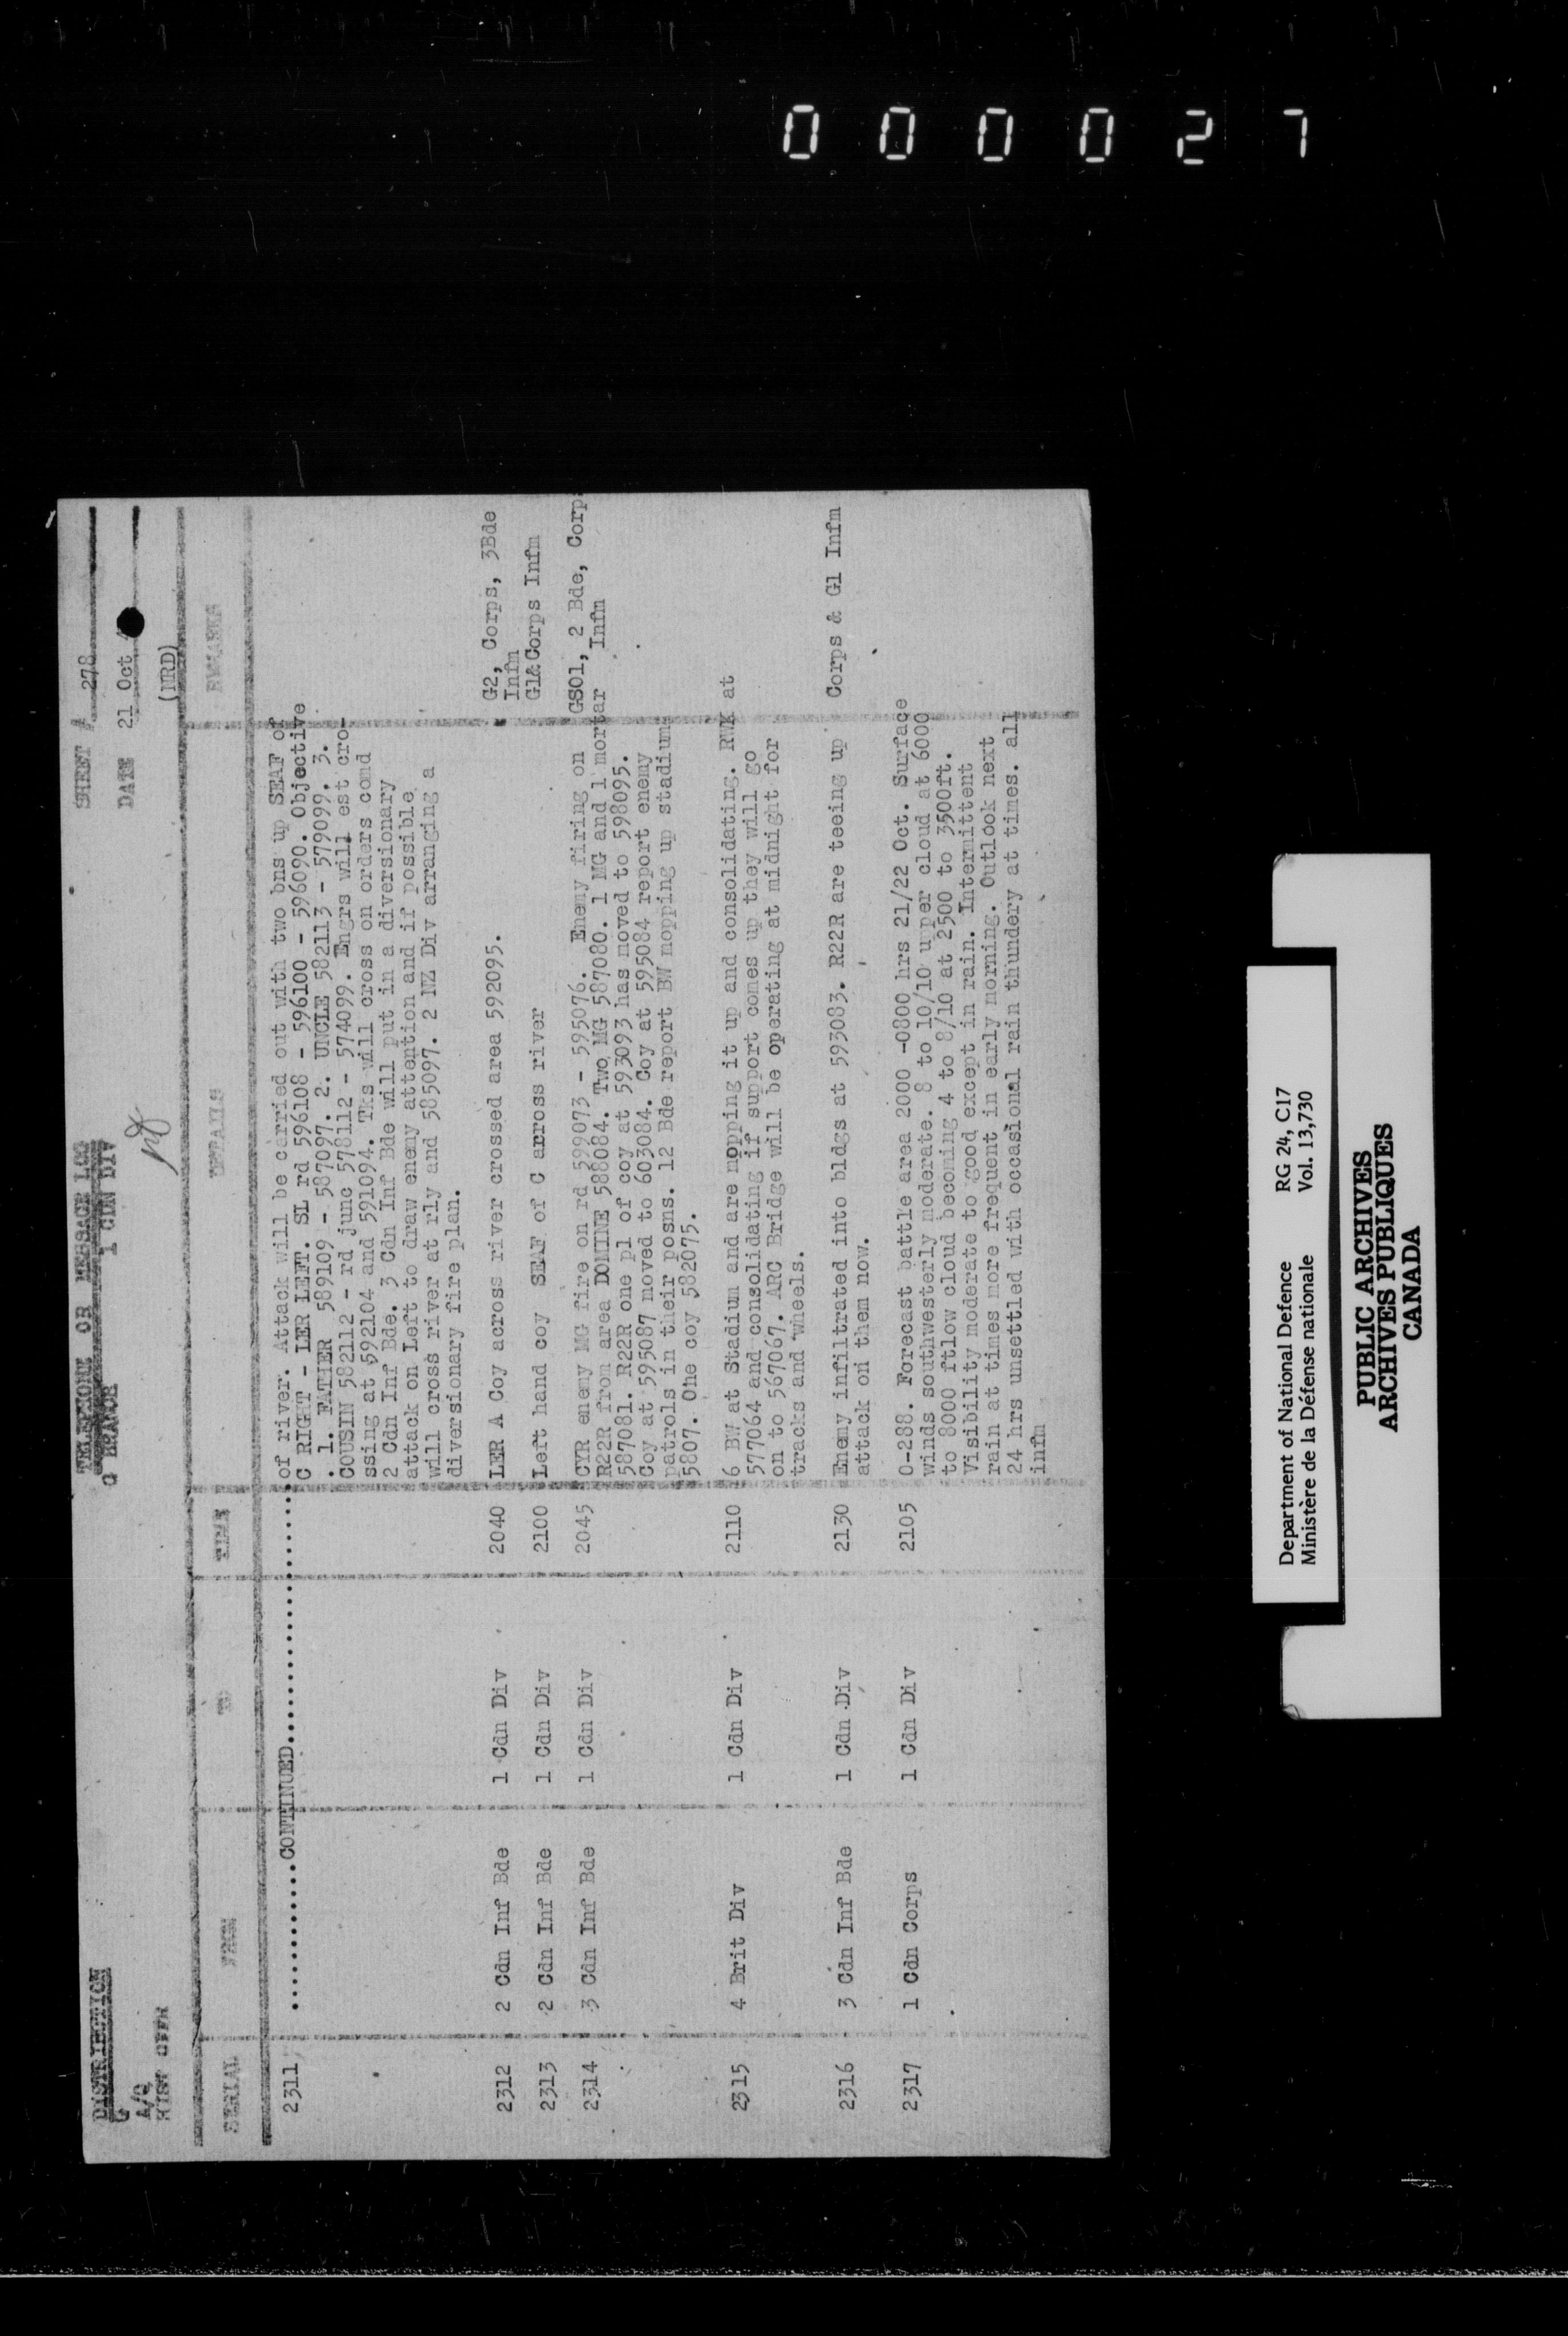 0 0 0 0 2 7
DISTRIBUTION
G
A/Q
HIST OFFR
TELEPHONE OR MESSAGE LOG
G BRANCH 1 CDN DIV
SHEET 278
DATE 21 Oct
(MRD)
SERIAL FROM TO TIME DETAILS REMARKS
2311 ............CONTINUED.................... of river. Attack will be carried out with two bns up SEAF of
C RIGHT - LER LEFT. SL rd 596108 - 596100 - 596090. Objective
. 1. FATHER 589109 - 587097. 2. UNCLE 582113 - 579099. 3.
COUSIN 582112 - rd junc 578112 - 574099. Engrs will est cro-
ssing at 592104 and 591094. Tks will cross on orders comd
2 Cdn Inf Bde. 3 Cdn Inf Bde will put in a diversionary
attack on Left to draw enemy attention and if possible
will cross river at rly and 585097. 2 NZ Div arranging a
diversionary fire plan.
2312 2 Cdn Inf Bde 1 Cdn Div 2040 LER A Coy across river crossed area 592095. G2, Corps, 3Bde
Infm
2313 2 Cdn Inf Bde 1 Cdn Div 2100 Left hand coy SEAF of C arross river G1&Corps Infm
2314 3 Cdn Inf Bde 1 Cdn Div 2045 CYR enemy MG fire on rd 599073 - 595076. Enemy firing on GSO1, 2 Bde, Corps
R22R from area DOMINE 588084. Two MG 587080. 1 MG and 1 mortar Infm
587081. R22R one pl of coy at 593093 has moved to 598095.
Coy at 595087 moved to 603084. Coy at 595084 report enemy
patrols in their posns. 12 Bde report BW mopping up stadium
5807. One coy 582075.
2315 4 Brit Div 1 Cdn Div 2110 6 BW at Stadium and are mopping it up and consolidating. RWK at
577064 and consolidating if support comes up they will go
on to 567067. ARC Bridge will be operating at midnight for
tracks and wheels.
2316 3 Cdn Inf Bde 1 Cdn Div 2130 Enemy infiltrated into bldgs at 593083. R22R are teeing up Corps & G1 Infm
attack on them now.
2317 1 Cdn Corps 1 Cdn Div 2105 O-288. Forecast battle area 2000 -0800 hrs 21/22 Oct. Surface
winds southwesterly moderate. 8 to 10/10 upper cloud at 6000
to 8000 ftlow cloud becoming 4 to 8/10 at 2500 to 3500ft.
Visibility moderate to good except in rain. Intermittent
rain at times more frequent in early morning. Outlook next
24 hrs unsettled with occasional rain thundery at times. all
infm
Department of National Defence RG 24, C17
Ministère de la Défense nationale Vol. 13,730
PUBLIC ARCHIVES
ARCHIVES PUBLIQUES
CANADA